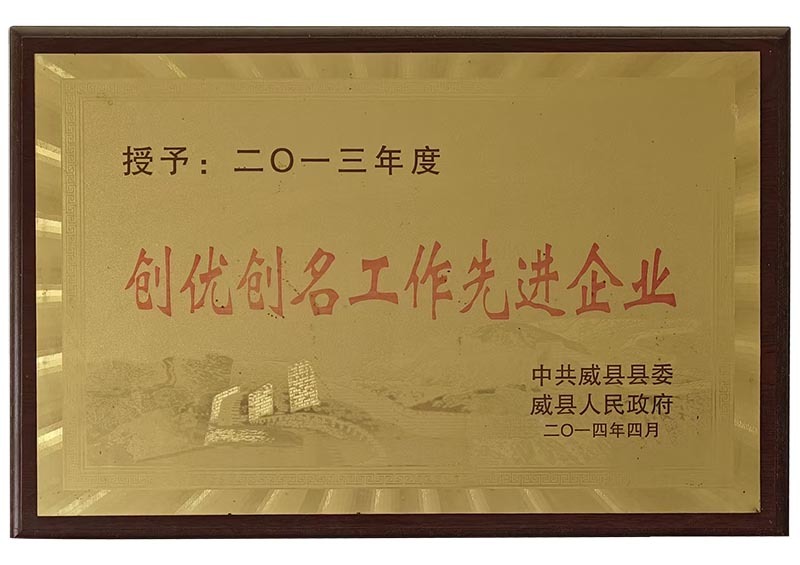 授予：二〇一三年度
创优创名工作先进企业
中共威县县委
威县人民政府
二〇一四年四月